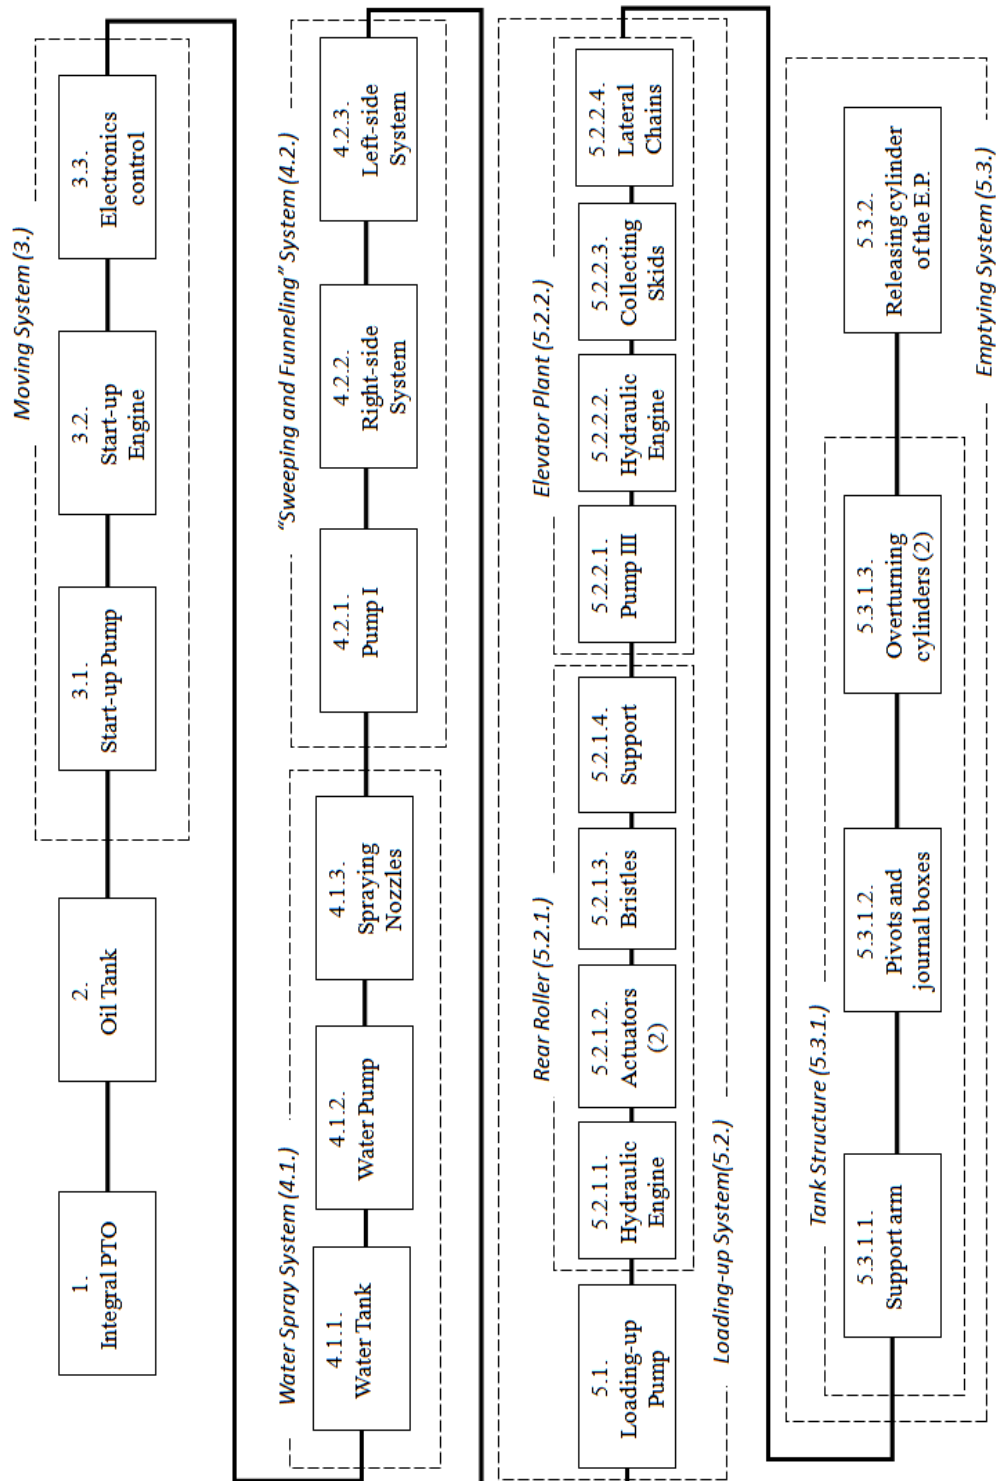 Moving System (3.)
1.
Integral PTO
2.
Oil Tank
3.1.
Start-up Pump
3.2.
Start-up
Engine
3.3.
Electronics
control
Water Spray System (4.1.)
4.1.1.
Water Tank
4.1.2.
Water Pump
4.1.3.
Spraying
Nozzles
“Sweeping and Funneling” System (4.2.)
4.2.1.
Pump I
4.2.2.
Right-side
System
4.2.3.
Left-side
System
5.1.
Loading-up
Pump
Rear Roller (5.2.1.)
5.2.1.1.
Hydraulic
Engine
5.2.1.2.
Actuators
(2)
5.2.1.3.
Bristles
5.2.1.4.
Support
Elevator Plant (5.2.2.)
5.2.2.1.
Pump III
5.2.2.2.
Hydraulic
Engine
5.2.2.3.
Collecting
Skids
5.2.2.4.
Lateral
Chains
Loading-up System(5.2.)
Tank Structure (5.3.1.)
5.3.1.1.
Support arm
5.3.1.2.
Pivots and
journal boxes
5.3.1.3.
Overturning
cylinders (2)
5.3.2.
Releasing cylinder
of the E.P.
Emptying System (5.3.)